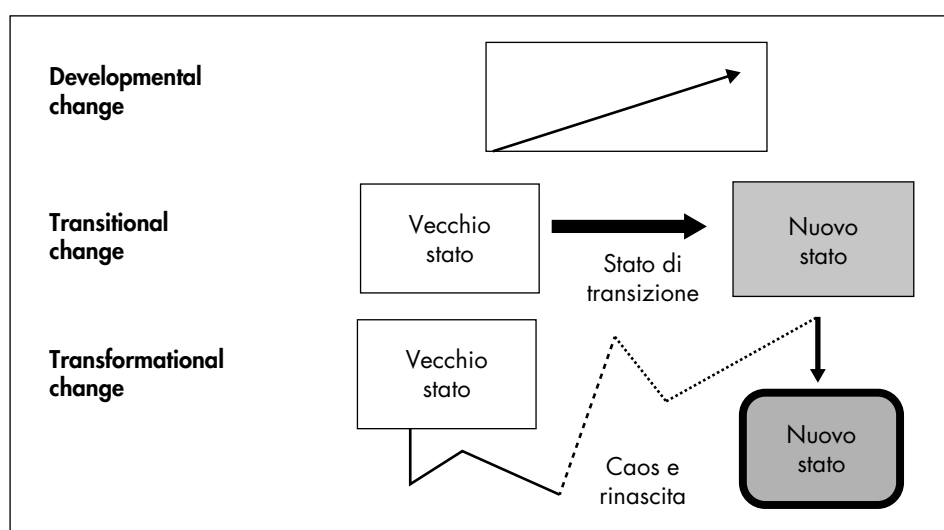 Developmental
change
Transitional
change
Vecchio
stato
Stato di
transizione
Nuovo
stato
Transformational
change
Vecchio
stato
Caos e
rinascita
Nuovo
stato